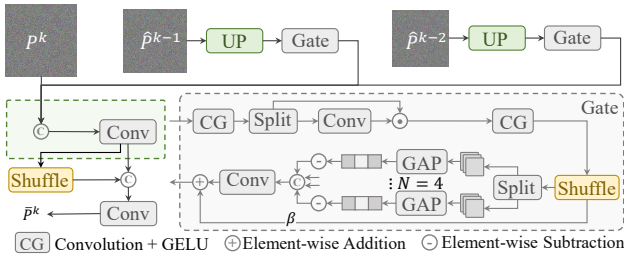 P^k
P̂^{k−1}
UP
Gate
P̂^{k−2}
UP
Gate
C
Conv
Shuffle
C
P̄^k
Conv
Gate
CG
Split
Conv
CG
GAP
⋮ N = 4
GAP
Conv
C
Split
Shuffle
β
CG Convolution + GELU
+ Element-wise Addition
- Element-wise Subtraction